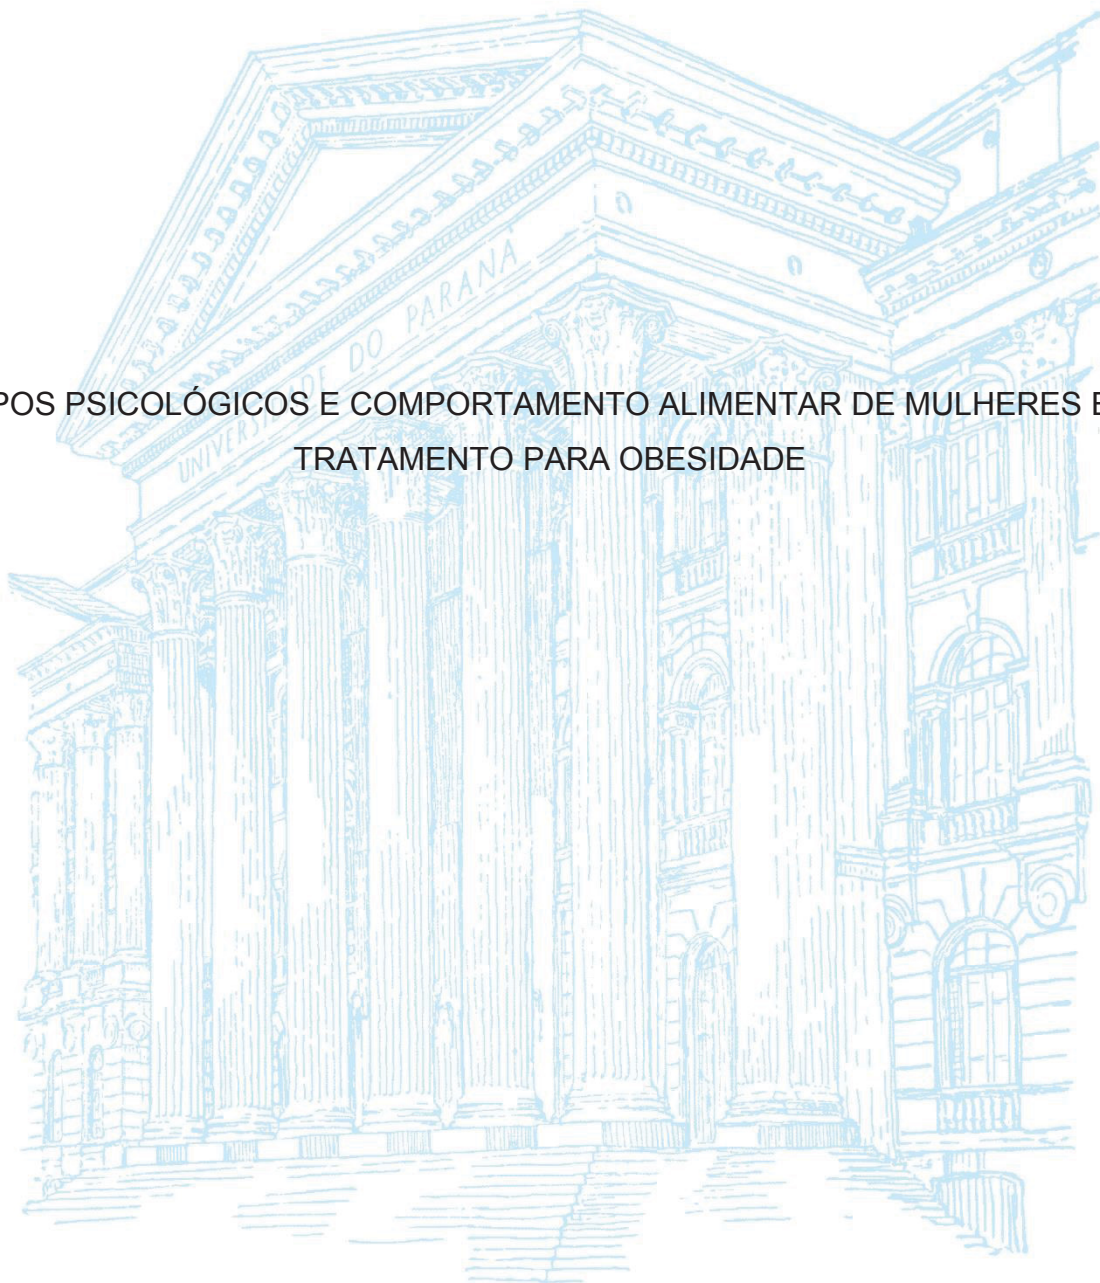 POS PSICOLÓGICOS E COMPORTAMENTO ALIMENTAR DE MULHERES E
TRATAMENTO PARA OBESIDADE
UNIVERSIDADE DO PARANÁ